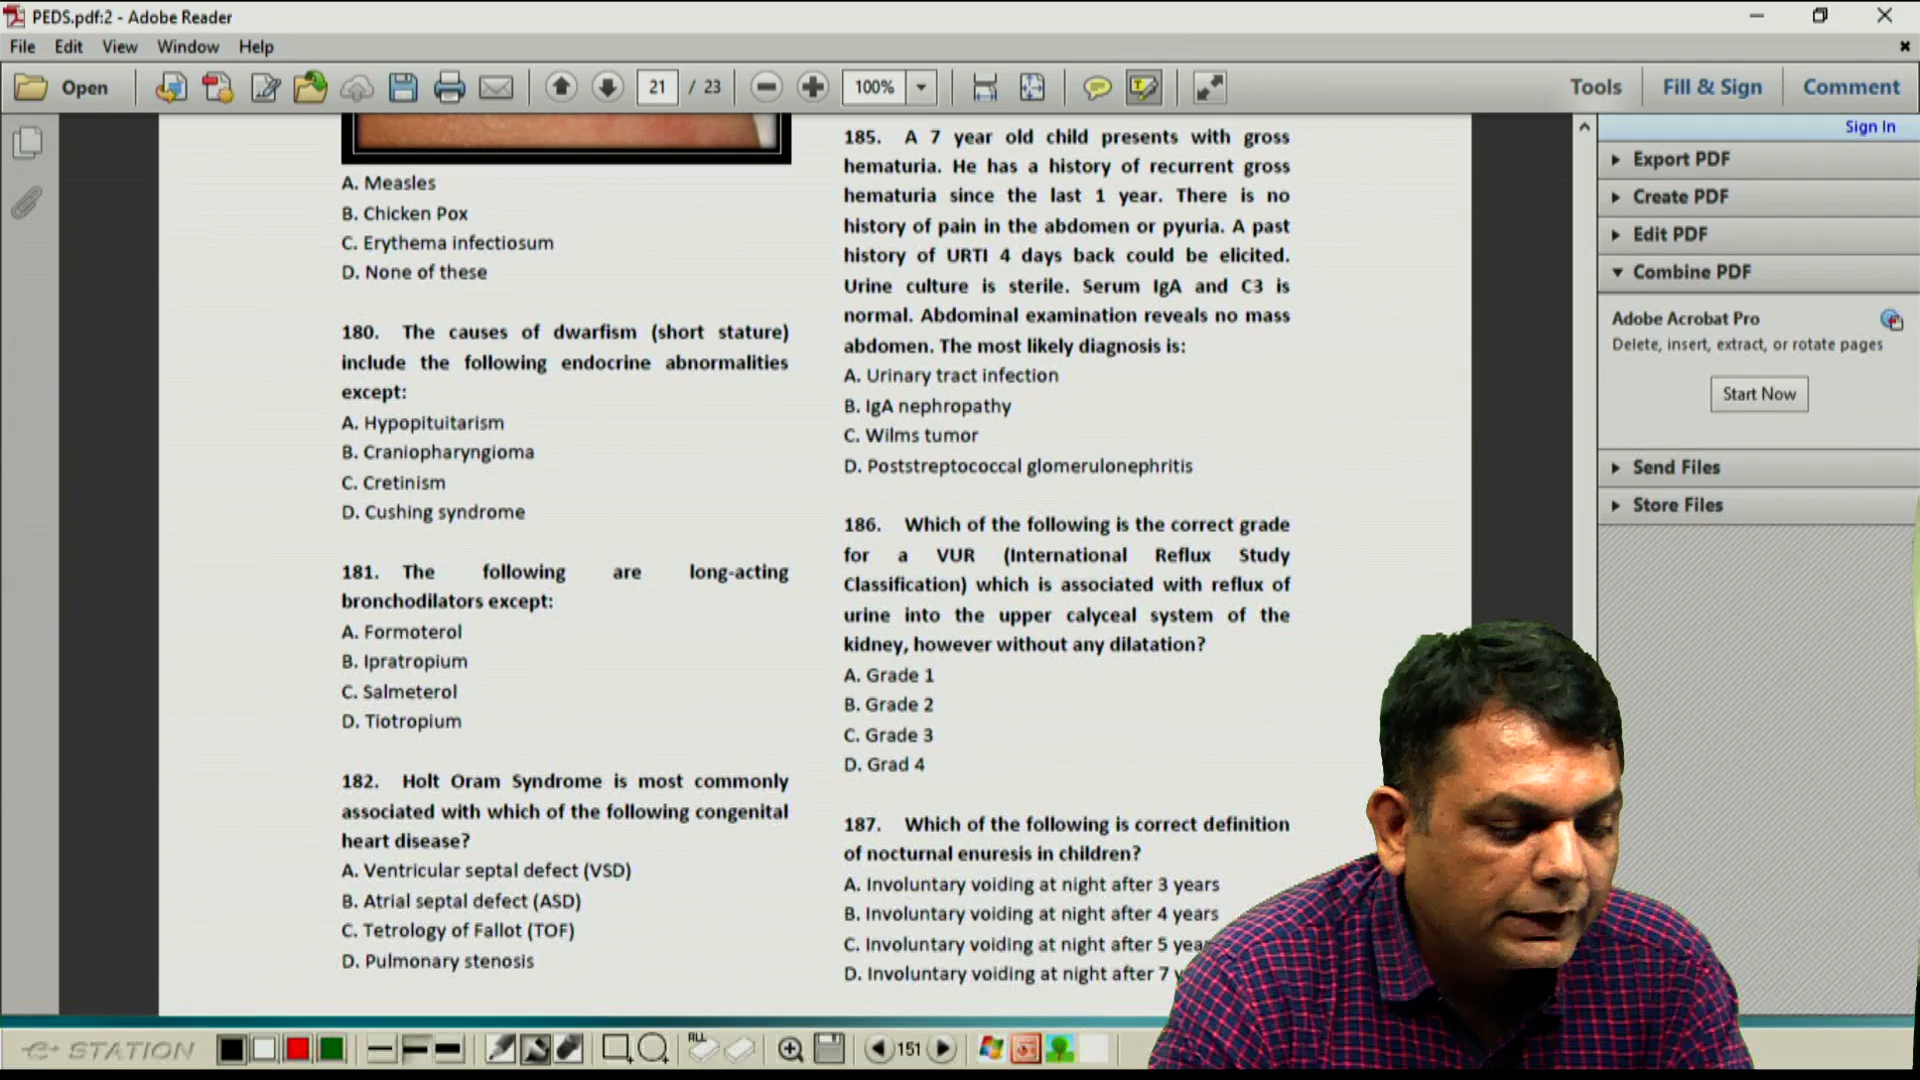 PEDS.pdf:2 - Adobe Reader
File Edit View Window Help
Open 21 / 23 100% Tools Fill & Sign Comment
Sign In
Export PDF
Create PDF
Edit PDF
Combine PDF
Adobe Acrobat Pro
Delete, insert, extract, or rotate pages
Start Now
Send Files
Store Files
A. Measles
B. Chicken Pox
C. Erythema infectiosum
D. None of these
180. The causes of dwarfism (short stature)
include the following endocrine abnormalities
except:
A. Hypopituitarism
B. Craniopharyngioma
C. Cretinism
D. Cushing syndrome
181. The following are long-acting
bronchodilators except:
A. Formoterol
B. Ipratropium
C. Salmeterol
D. Tiotropium
182. Holt Oram Syndrome is most commonly
associated with which of the following congenital
heart disease?
A. Ventricular septal defect (VSD)
B. Atrial septal defect (ASD)
C. Tetrology of Fallot (TOF)
D. Pulmonary stenosis
185. A 7 year old child presents with gross
hematuria. He has a history of recurrent gross
hematuria since the last 1 year. There is no
history of pain in the abdomen or pyuria. A past
history of URTI 4 days back could be elicited.
Urine culture is sterile. Serum IgA and C3 is
normal. Abdominal examination reveals no mass
abdomen. The most likely diagnosis is:
A. Urinary tract infection
B. IgA nephropathy
C. Wilms tumor
D. Poststreptococcal glomerulonephritis
186. Which of the following is the correct grade
for a VUR (International Reflux Study
Classification) which is associated with reflux of
urine into the upper calyceal system of the
kidney, however without any dilatation?
A. Grade 1
B. Grade 2
C. Grade 3
D. Grad 4
187. Which of the following is correct definition
of nocturnal enuresis in children?
A. Involuntary voiding at night after 3 years
B. Involuntary voiding at night after 4 years
C. Involuntary voiding at night after 5
D. Involuntary voiding at night after 7
e-STATION ALL 151